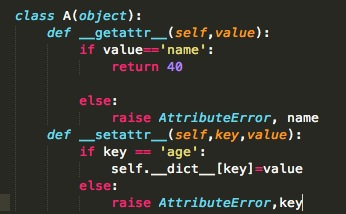 class A(object):
def __getattr__(self,value):
if value=='name':
return 40
else:
raise AttributeError, name
def __setattr__(self,key,value):
if key == 'age':
self.__dict__[key]=value
else:
raise AttributeError,key